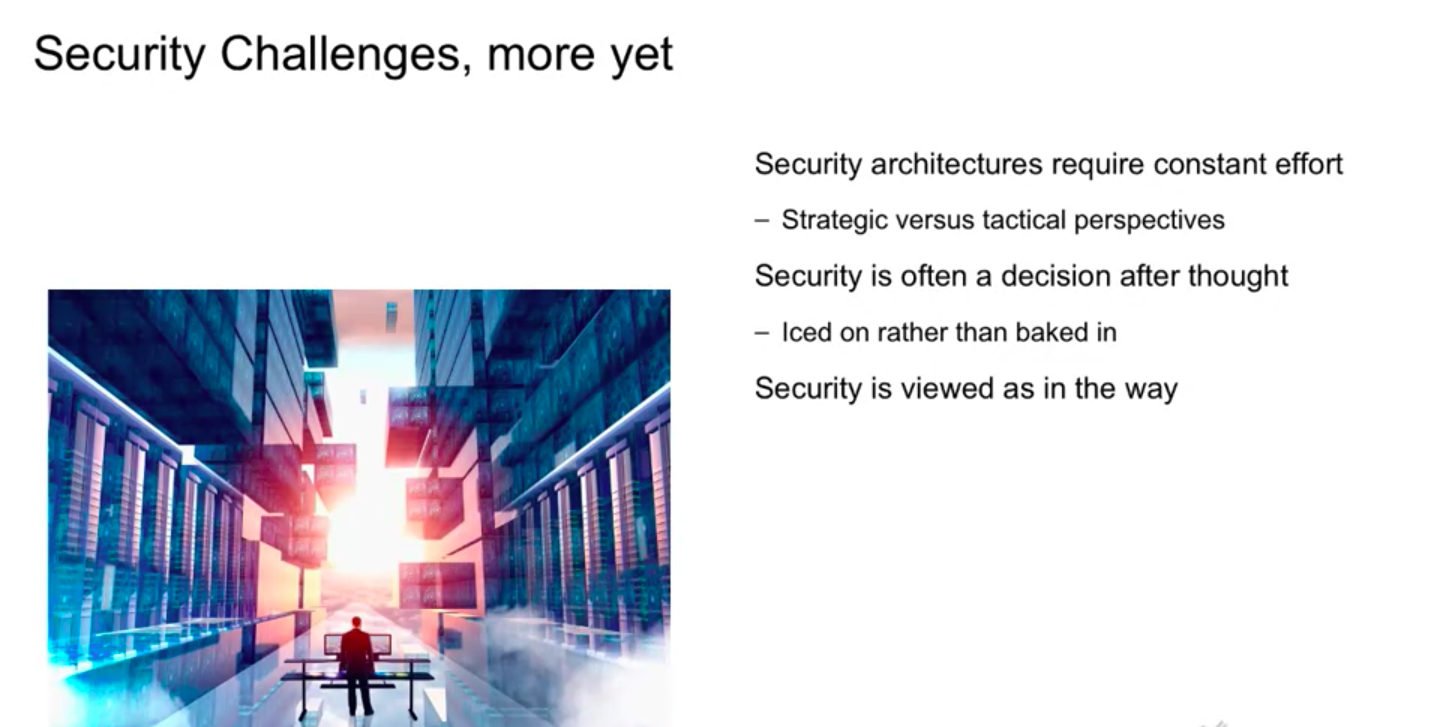 Security Challenges, more yet
Security architectures require constant effort
– Strategic versus tactical perspectives
Security is often a decision after thought
– Iced on rather than baked in
Security is viewed as in the way